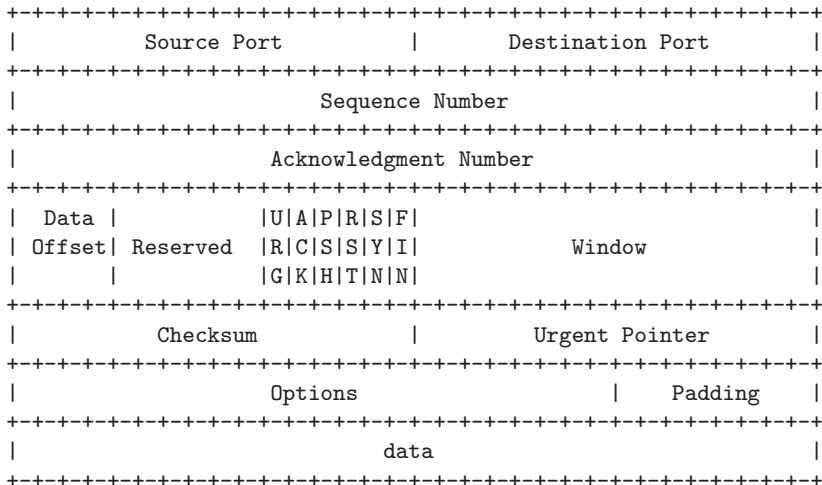 +-+-+-+-+-+-+-+-+-+-+-+-+-+-+-+-+-+-+-+-+-+-+-+-+-+-+-+-+-+-+-+-+
|          Source Port          |       Destination Port        |
+-+-+-+-+-+-+-+-+-+-+-+-+-+-+-+-+-+-+-+-+-+-+-+-+-+-+-+-+-+-+-+-+
|                        Sequence Number                        |
+-+-+-+-+-+-+-+-+-+-+-+-+-+-+-+-+-+-+-+-+-+-+-+-+-+-+-+-+-+-+-+-+
|                    Acknowledgment Number                      |
+-+-+-+-+-+-+-+-+-+-+-+-+-+-+-+-+-+-+-+-+-+-+-+-+-+-+-+-+-+-+-+-+
|  Data |           |U|A|P|R|S|F|                               |
| Offset| Reserved  |R|C|S|S|Y|I|            Window             |
|       |           |G|K|H|T|N|N|                               |
+-+-+-+-+-+-+-+-+-+-+-+-+-+-+-+-+-+-+-+-+-+-+-+-+-+-+-+-+-+-+-+-+
|           Checksum            |         Urgent Pointer        |
+-+-+-+-+-+-+-+-+-+-+-+-+-+-+-+-+-+-+-+-+-+-+-+-+-+-+-+-+-+-+-+-+
|                    Options                    |    Padding    |
+-+-+-+-+-+-+-+-+-+-+-+-+-+-+-+-+-+-+-+-+-+-+-+-+-+-+-+-+-+-+-+-+
|                             data                              |
+-+-+-+-+-+-+-+-+-+-+-+-+-+-+-+-+-+-+-+-+-+-+-+-+-+-+-+-+-+-+-+-+